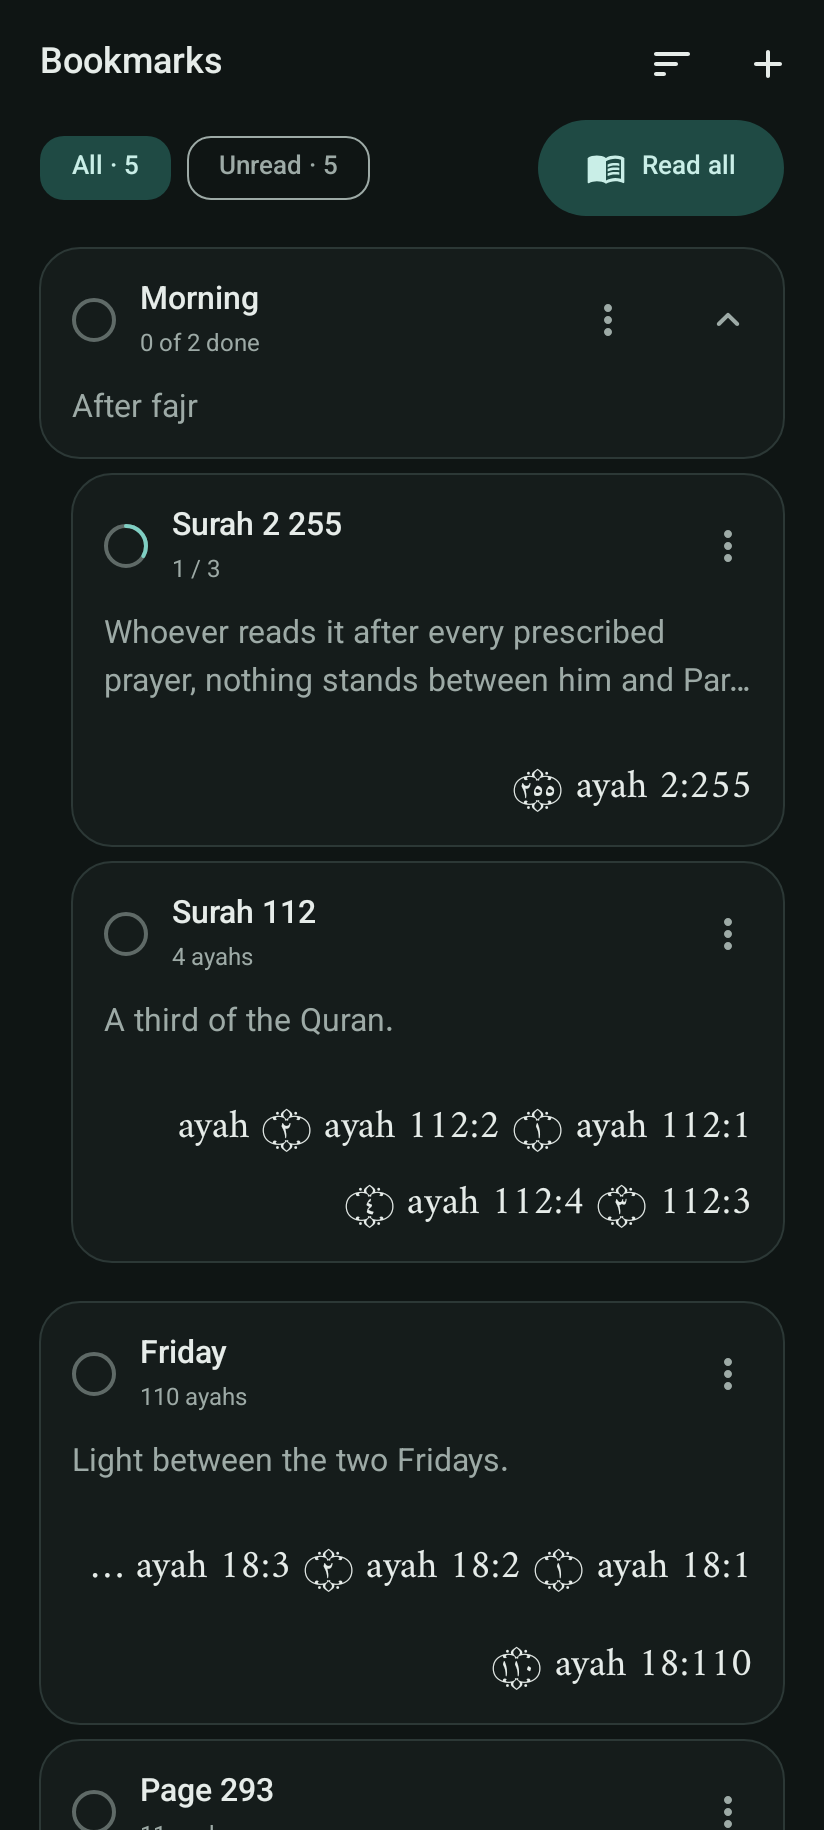 Bookmarks
All · 5
Unread · 5
Read all
Morning
0 of 2 done
After fajr
Surah 2 255
1 / 3
Whoever reads it after every prescribed
prayer, nothing stands between him and Par...
ayah 2:255 ٢٥٥
Surah 112
4 ayahs
A third of the Quran.
ayah 112:1 ١ ayah 112:2 ٢ ayah
112:3 ٣ ayah 112:4 ٤
Friday
110 ayahs
Light between the two Fridays.
ayah 18:1 ١ ayah 18:2 ٢ ayah 18:3 ...
ayah 18:110 ١١٠
Page 293